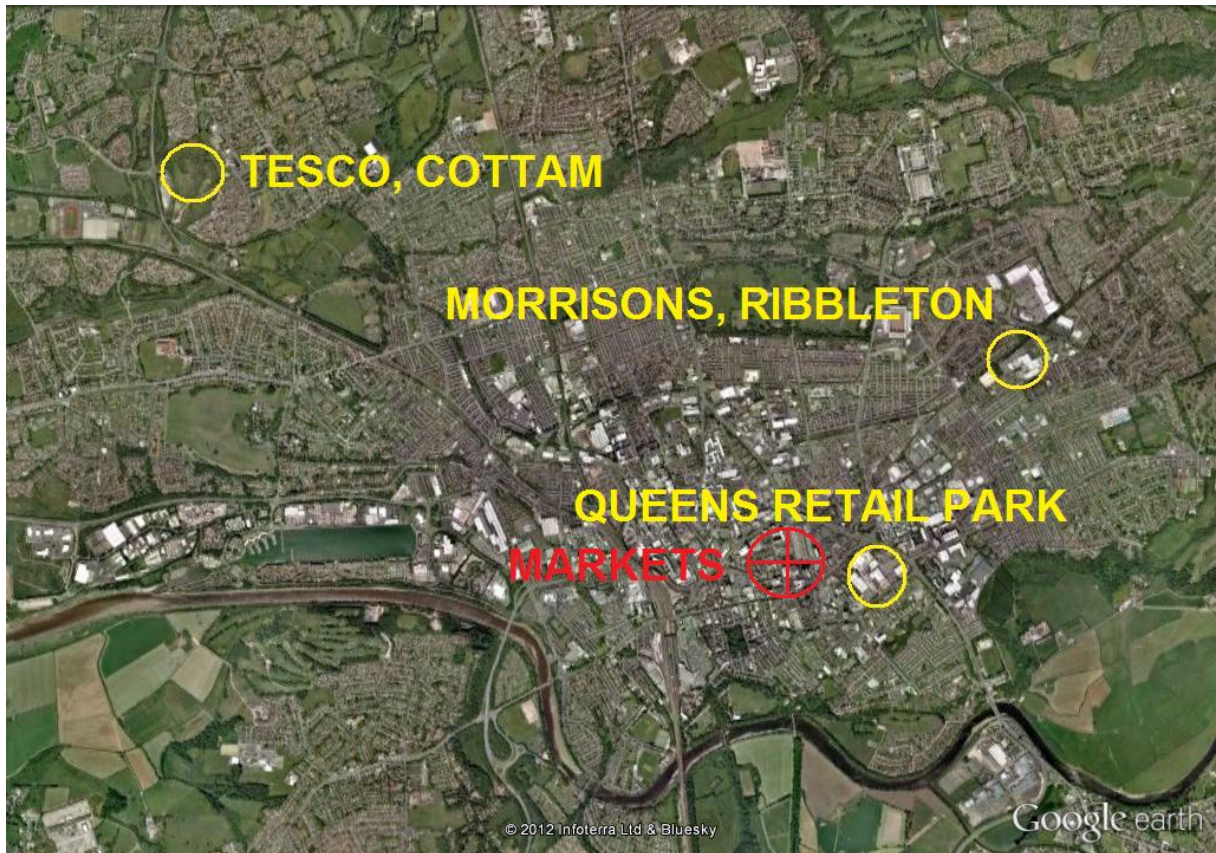 TESCO, COTTAM
MORRISONS, RIBBLETON
QUEENS RETAIL PARK
MARKETS
© 2012 Infoterra Ltd & Bluesky
Google earth